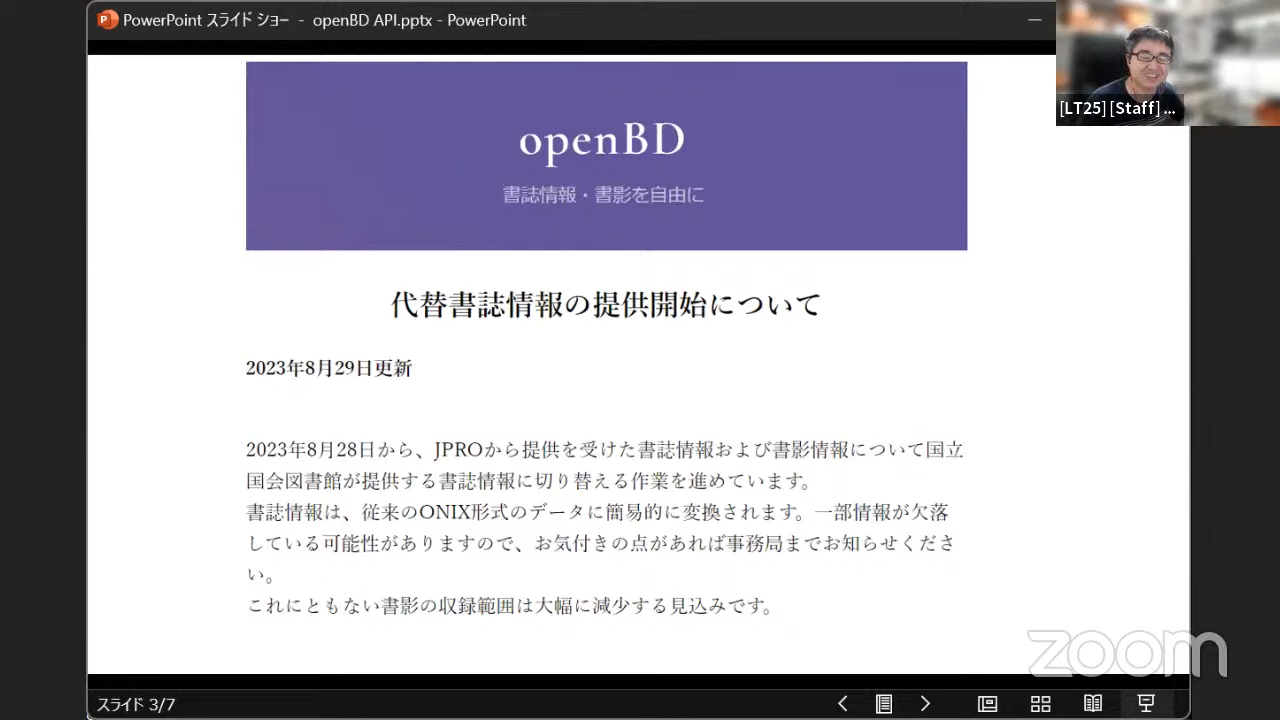 PowerPoint スライド ショー - openBD API.pptx - PowerPoint
[LT25] [Staff] ...
openBD
書誌情報・書影を自由に
代替書誌情報の提供開始について
2023年8月29日更新
2023年8月28日から、JPROから提供を受けた書誌情報および書影情報について国立
国会図書館が提供する書誌情報に切り替える作業を進めています。
書誌情報は、従来のONIX形式のデータに簡易的に変換されます。一部情報が欠落
している可能性がありますので、お気付きの点があれば事務局までお知らせくださ
い。
これにともない書影の収録範囲は大幅に減少する見込みです。
zoom
スライド 3/7